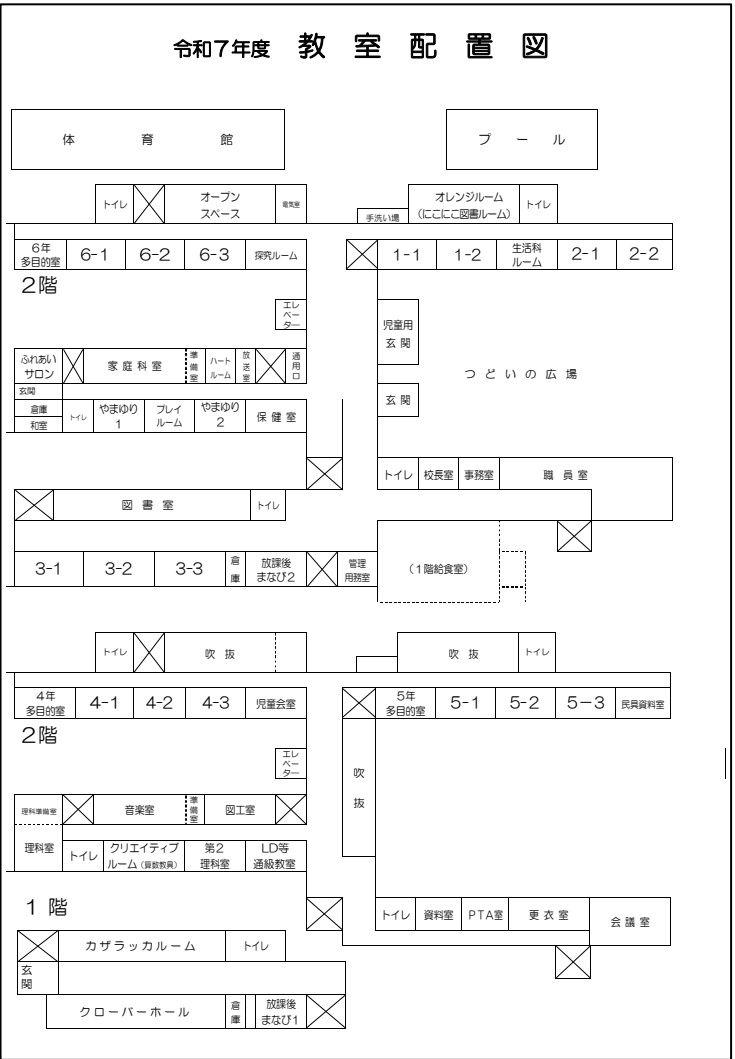 令和７年度　教　室　配　置　図
体　育　館
プ　ー　ル
トイレ
オープン
スペース
電気室
手洗い場
オレンジルーム
(にこにこ図書ルーム)
トイレ
6年
多目的室
6-1
6-2
6-3
探究ルーム
1-1
1-2
生活科
ルーム
2-1
2-2
2階
エレ
ベー
ター
児童用
玄 関
つ ど い の 広 場
ふれあい
サロン
家 庭 科 室
準備室
ハート
ルーム
放送室
通用口
玄 関
玄関
倉庫
和室
トイレ
やまゆり
1
プレイ
ルーム
やまゆり
2
保 健 室
トイレ
校長室
事務室
職 員 室
図 書 室
トイレ
3-1
3-2
3-3
倉庫
放課後
まなび2
管理
用務室
(１階給食室)
トイレ
吹 抜
吹 抜
トイレ
4年
多目的室
4-1
4-2
4-3
児童会室
5年
多目的室
5-1
5-2
5－3
民具資料室
2階
エレ
ベー
ター
吹
抜
理科準備室
音楽室
準備室
図工室
理科室
トイレ
クリエイティブ
ルーム (算数教具)
第2
理科室
LD等
通級教室
1 階
トイレ
資料室
PTA室
更 衣 室
会 議 室
カザラッカルーム
トイレ
玄
関
クローバーホール
倉庫
放課後
まなび1